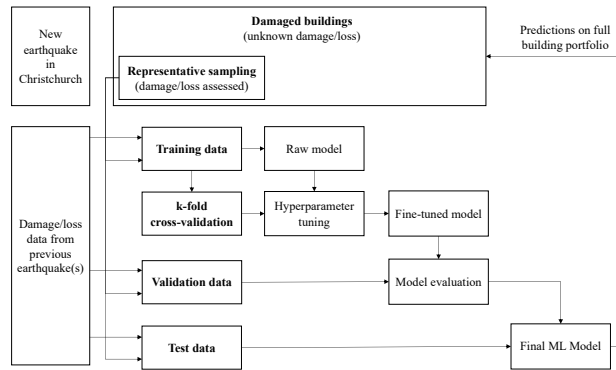 New
earthquake
in
Christchurch
Damaged buildings
(unknown damage/loss)
Representative sampling
(damage/loss assessed)
Predictions on full
building portfolio
Damage/loss
data from
previous
earthquake(s)
Training data
Raw model
k-fold
cross-validation
Hyperparameter
tuning
Fine-tuned model
Validation data
Model evaluation
Test data
Final ML Model